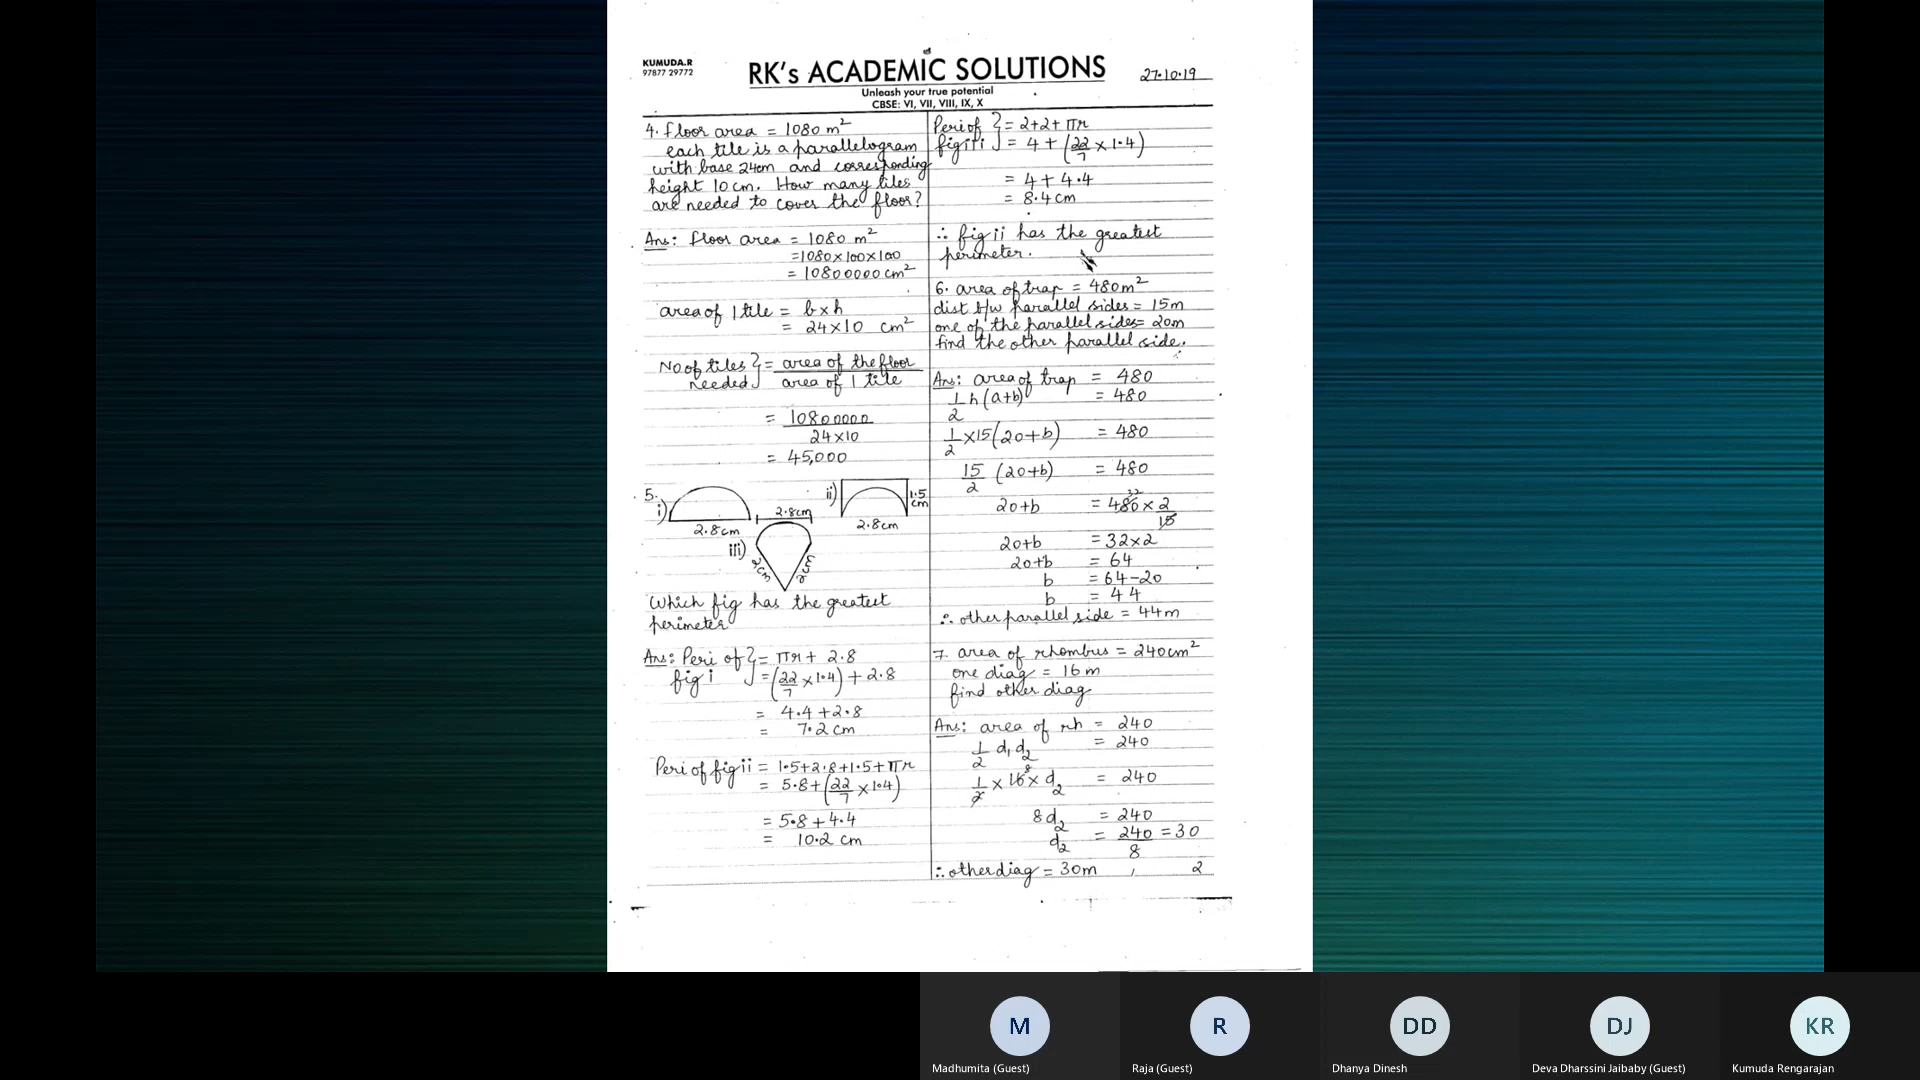 KUMUDA.R
97877 29772
RK's ACADEMIC SOLUTIONS
27.10.19
Unleash your true potential
CBSE: VI, VII, VIII, IX, X
4. Floor area = 1080 m²
each tile is a parallelogram
with base 24cm and corresponding
height 10 cm. How many tiles
are needed to cover the floor?
Ans: Floor area = 1080 m²
=1080×100×100
= 10800000 cm²
area of 1 tile = b×h
= 24×10 cm²
No of tiles } = area of the floor
needed } area of 1 tile
= 10800000
24×10
= 45,000
5.
i)
2.8cm
ii)
1.5
cm
2.8cm
2.8cm
iii)
2cm
2cm
Which fig has the greatest
perimeter
Ans: Peri of } = πr + 2.8
fig i } = (22/7 × 1.4) + 2.8
= 4.4 + 2.8
= 7.2 cm
Peri of fig ii = 1.5+2.8+1.5+πr
= 5.8+(22/7 ×1.4)
= 5.8 + 4.4
= 10.2 cm
Peri of } = 2+2+ πr
fig iii } = 4 + (22/7 × 1.4)
= 4 + 4.4
= 8.4 cm
∴ fig ii has the greatest
perimeter.
6. area of trap = 480m²
dist b/w parallel sides = 15m
one of the parallel sides= 20m
find the other parallel side.
Ans: area of trap = 480
1/2 h(a+b) = 480
1/2 ×15(20+b) = 480
15/2 (20+b) = 480
20+b = 480 × 2/15
32
20+b = 32×2
20+b = 64
b = 64-20
b = 44
∴ other parallel side = 44m
7. area of rhombus = 240cm²
one diag = 16 m
find other diag
Ans: area of rh = 240
1/2 d₁d₂ = 240
1/2 × 16 × d₂ = 240
8
8d₂ = 240
d₂ = 240/8 = 30
∴ other diag = 30m
2
M
R
DD
DJ
KR
Madhumita (Guest)
Raja (Guest)
Dhanya Dinesh
Deva Dharssini Jaibaby (Guest)
Kumuda Rengarajan